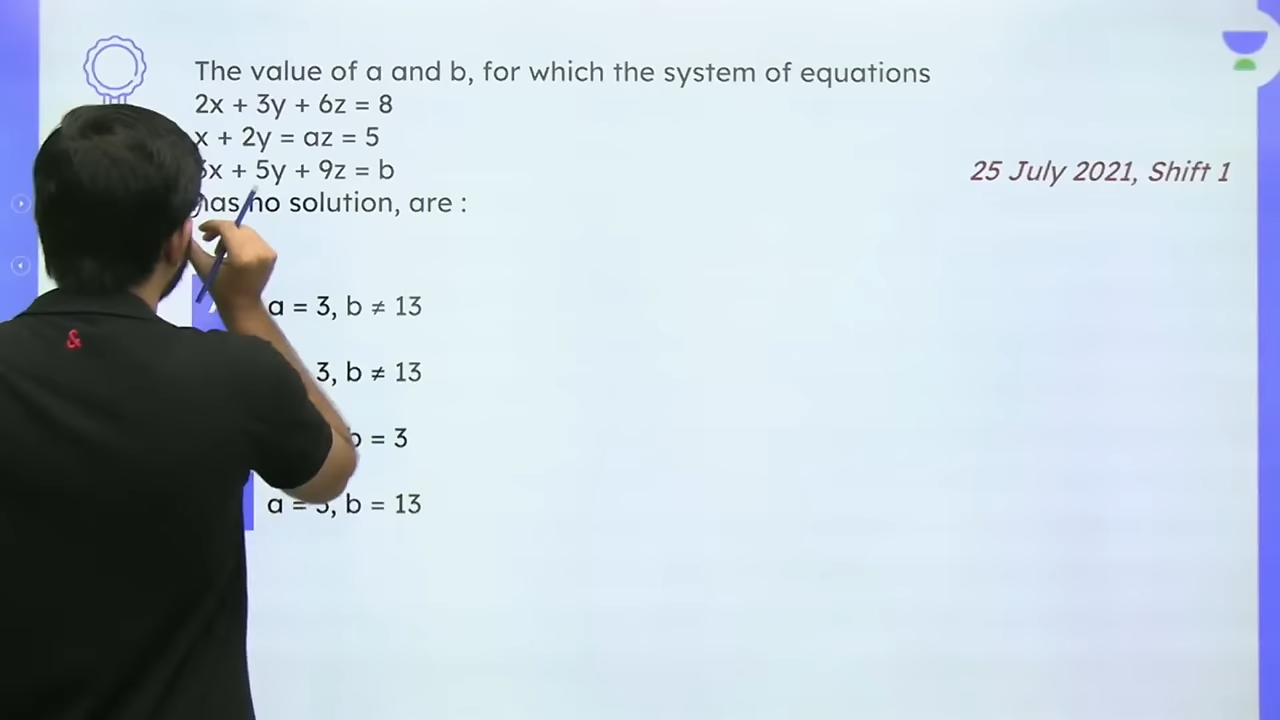 The value of a and b, for which the system of equations
2x + 3y + 6z = 8
x + 2y = az = 5
x + 5y + 9z = b
25 July 2021, Shift 1
no solution, are :
a = 3, b ≠ 13
3, b ≠ 13
= 3
a = b = 13
&